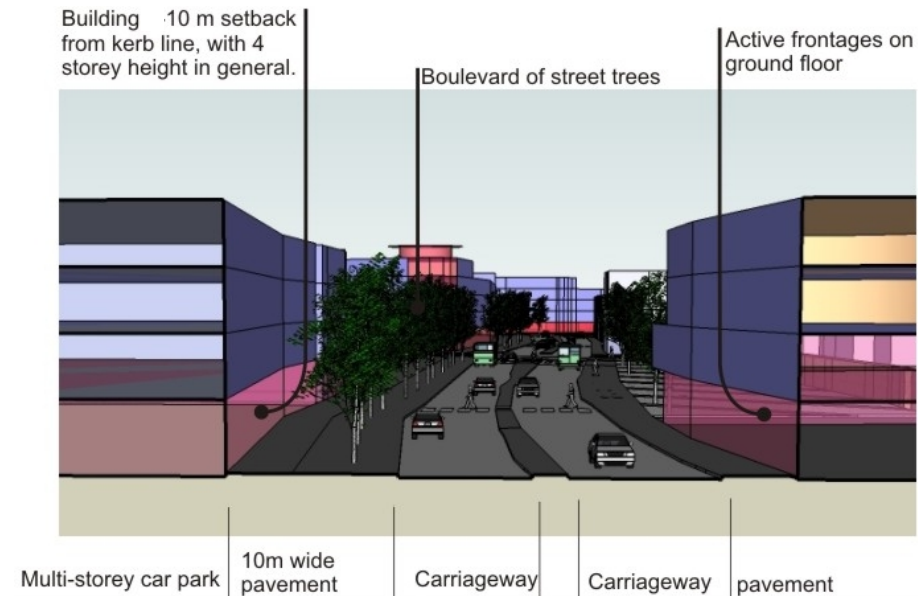 Building 10 m setback
from kerb line, with 4
storey height in general.
Boulevard of street trees
Active frontages on
ground floor
Multi-storey car park
10m wide
pavement
Carriageway
Carriageway
pavement